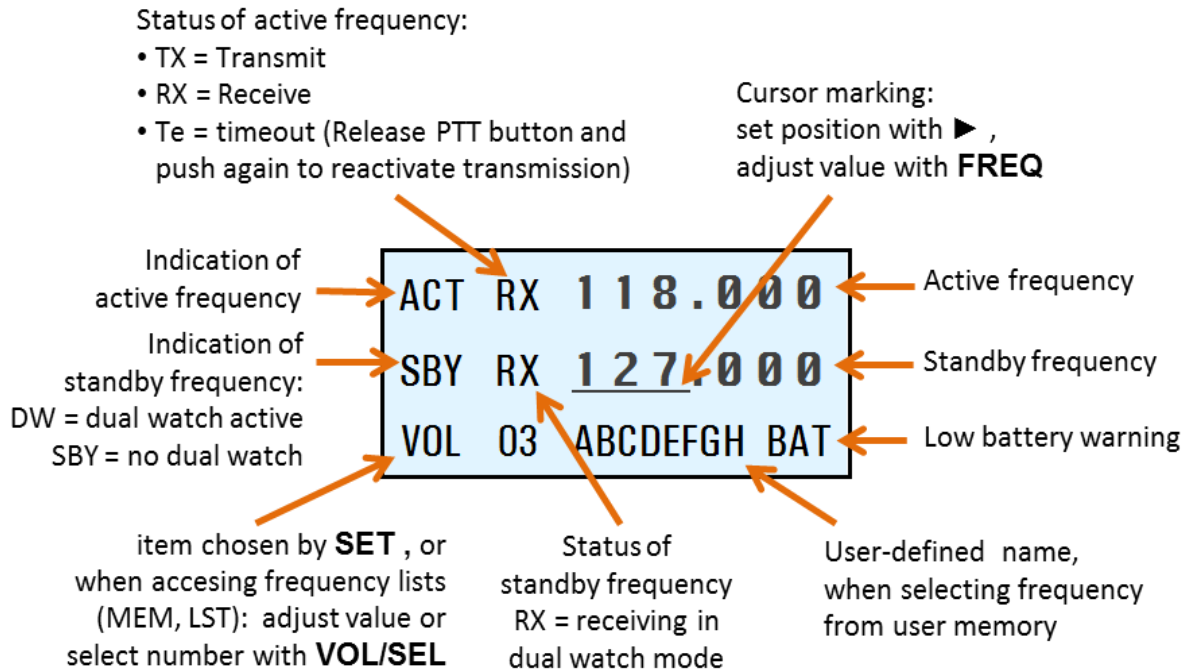 Status of active frequency:
• TX = Transmit
• RX = Receive
• Te = timeout (Release PTT button and
push again to reactivate transmission)
Cursor marking:
set position with ► ,
adjust value with FREQ
Indication of
active frequency
Indication of
standby frequency:
DW = dual watch active
SBY = no dual watch
ACT RX 118.000
SBY RX 127.000
VOL 03 ABCDEFGH BAT
Active frequency
Standby frequency
Low battery warning
item chosen by SET , or
when accesing frequency lists
(MEM, LST): adjust value or
select number with VOL/SEL
Status of
standby frequency
RX = receiving in
dual watch mode
User-defined name,
when selecting frequency
from user memory